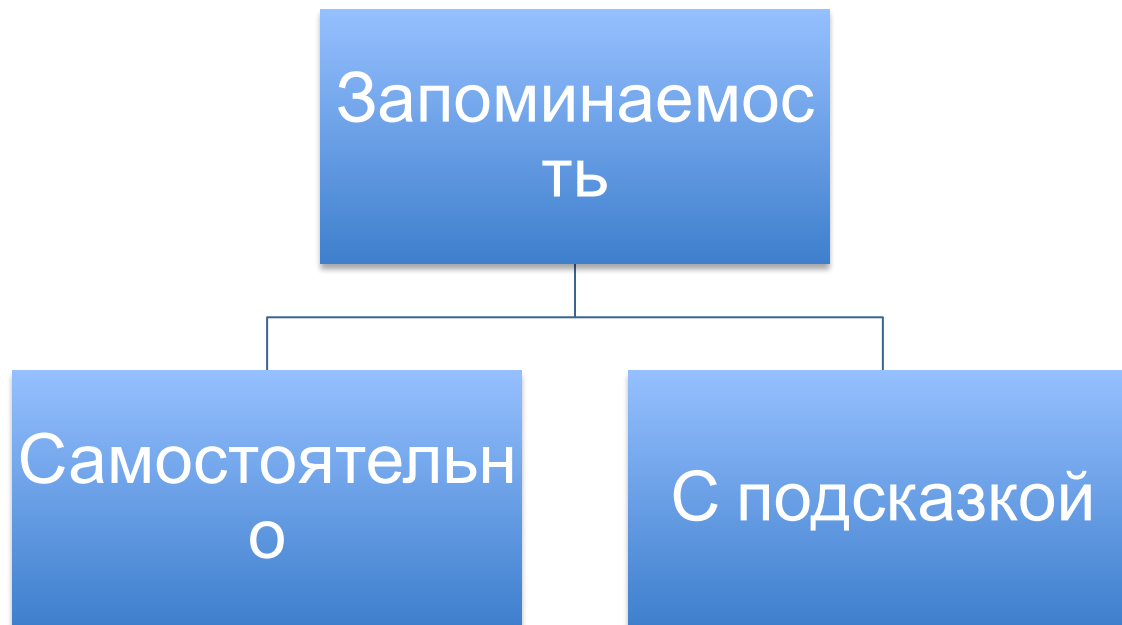 Запоминаемос
ть
Самостоятельн
о
С подсказкой